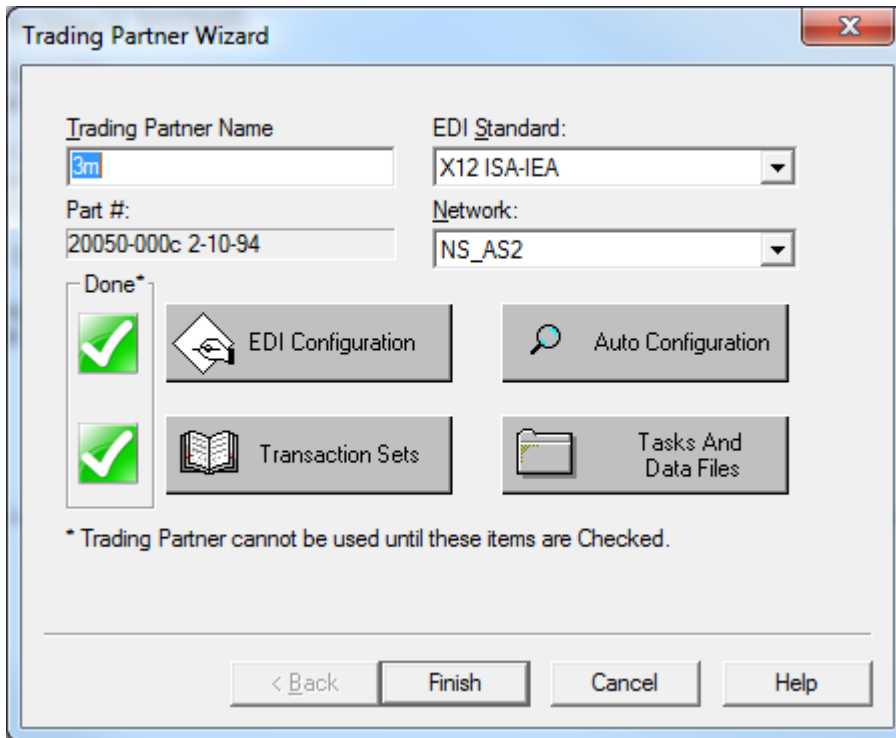 Trading Partner Wizard
Trading Partner Name
EDI Standard:
3m
X12 ISA-IEA
Part #:
Network:
20050-000c 2-10-94
NS_AS2
Done*
EDI Configuration
Auto Configuration
Transaction Sets
Tasks And
Data Files
* Trading Partner cannot be used until these items are Checked.
< Back
Finish
Cancel
Help